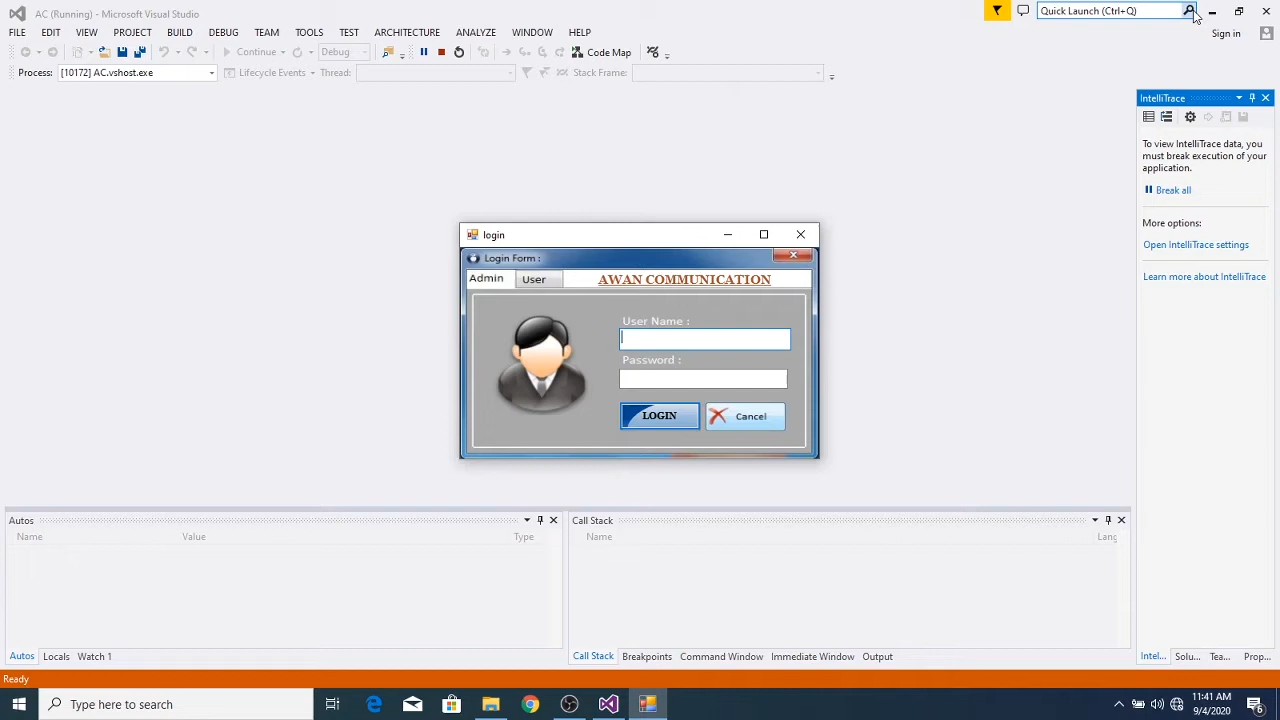 AC (Running) - Microsoft Visual Studio
Quick Launch (Ctrl+Q)
FILE EDIT VIEW PROJECT BUILD DEBUG TEAM TOOLS TEST ARCHITECTURE ANALYZE WINDOW HELP
Sign in
Continue Debug Code Map
Process: [10172] AC.vshost.exe Lifecycle Events Thread: Stack Frame:
IntelliTrace
To view IntelliTrace data, you
must break execution of your
application.
Break all
More options:
Open IntelliTrace settings
Learn more about IntelliTrace
login
Login Form :
Admin User AWAN COMMUNICATION
User Name :
Password :
LOGIN Cancel
Autos
Name Value Type
Call Stack
Name Lang
Autos Locals Watch 1
Call Stack Breakpoints Command Window Immediate Window Output
Intel... Solu... Tea... Prop...
Ready
Type here to search
11:41 AM
9/4/2020
6